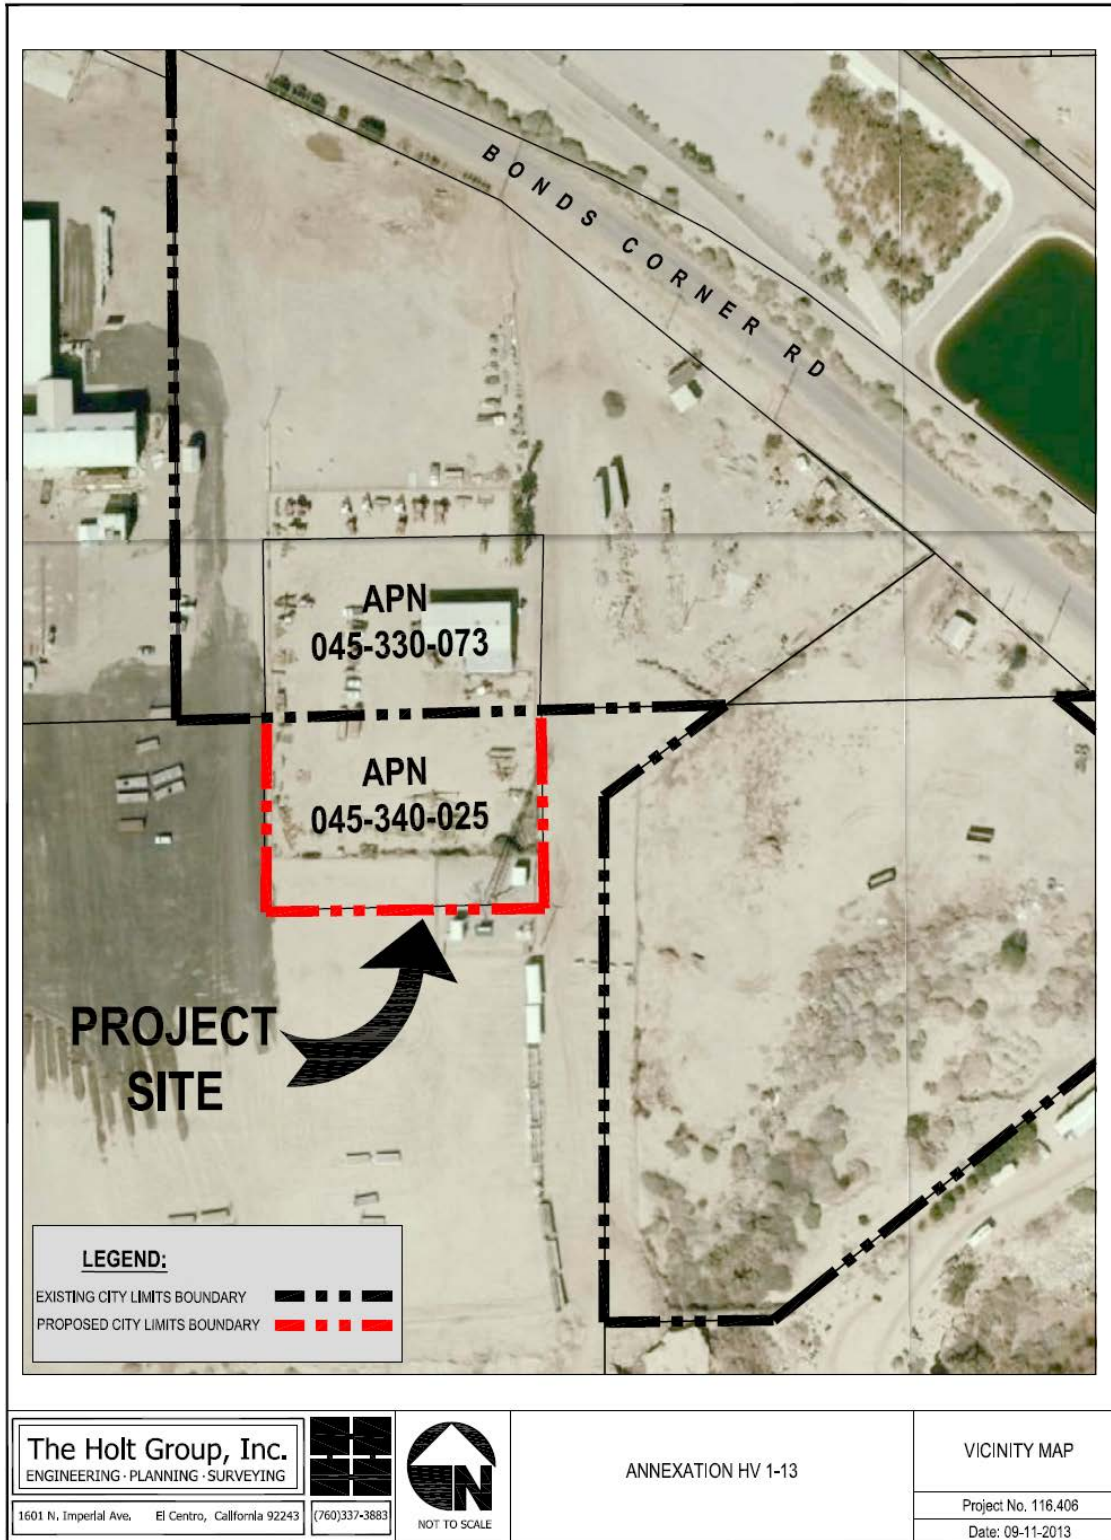 BONDS CORNER RD
APN
045-330-073
APN
045-340-025
PROJECT
SITE
LEGEND:
EXISTING CITY LIMITS BOUNDARY
PROPOSED CITY LIMITS BOUNDARY
The Holt Group, Inc.
ENGINEERING · PLANNING · SURVEYING
1601 N. Imperial Ave. El Centro, California 92243 (760)337-3883
N
NOT TO SCALE
ANNEXATION HV 1-13
VICINITY MAP
Project No. 116.406
Date: 09-11-2013